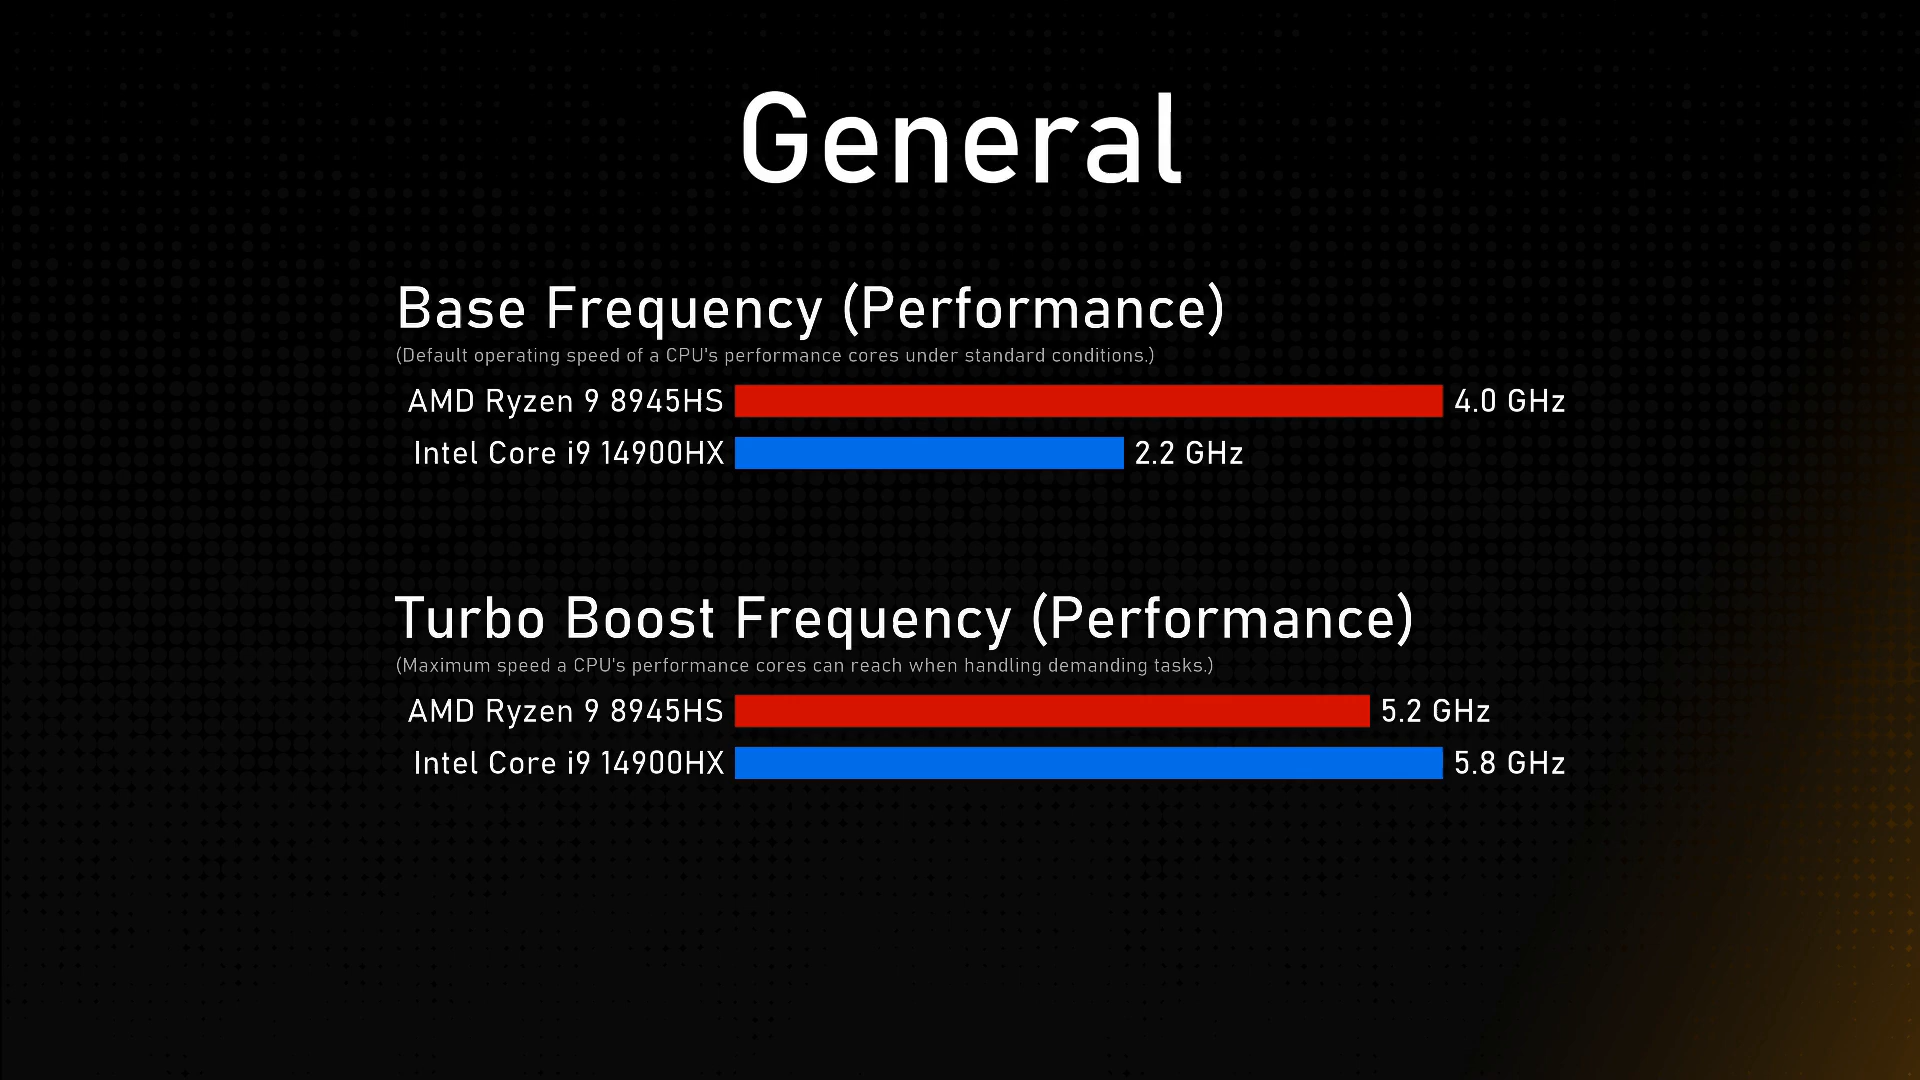 General
Base Frequency (Performance)
(Default operating speed of a CPU's performance cores under standard conditions.)
AMD Ryzen 9 8945HS 4.0 GHz
Intel Core i9 14900HX 2.2 GHz
Turbo Boost Frequency (Performance)
(Maximum speed a CPU's performance cores can reach when handling demanding tasks.)
AMD Ryzen 9 8945HS 5.2 GHz
Intel Core i9 14900HX 5.8 GHz